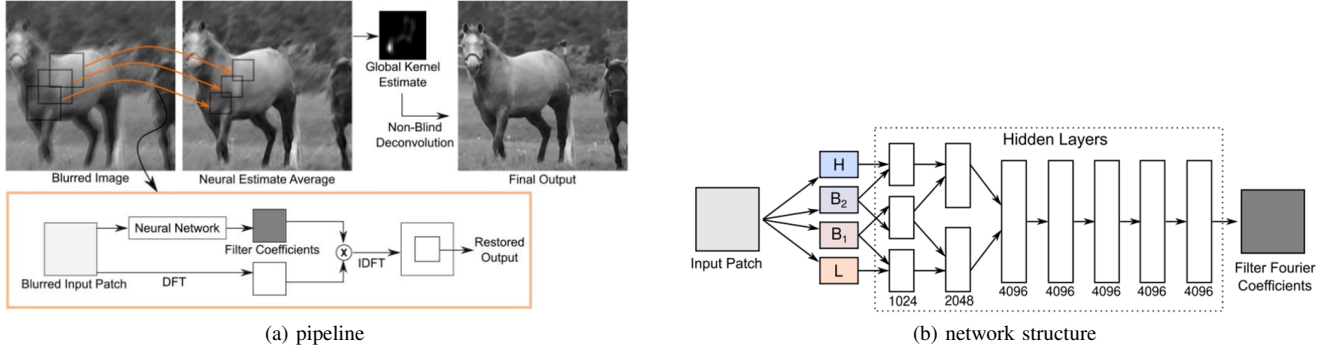 Blurred Image
Neural Estimate Average
Global Kernel
Estimate
Non-Blind
Deconvolution
Final Output
Neural Network
Filter Coefficients
Blurred Input Patch
DFT
X
IDFT
Restored
Output
(a) pipeline
Input Patch
H
B2
B1
L
Hidden Layers
1024
2048
4096
4096
4096
4096
4096
Filter Fourier
Coefficients
(b) network structure